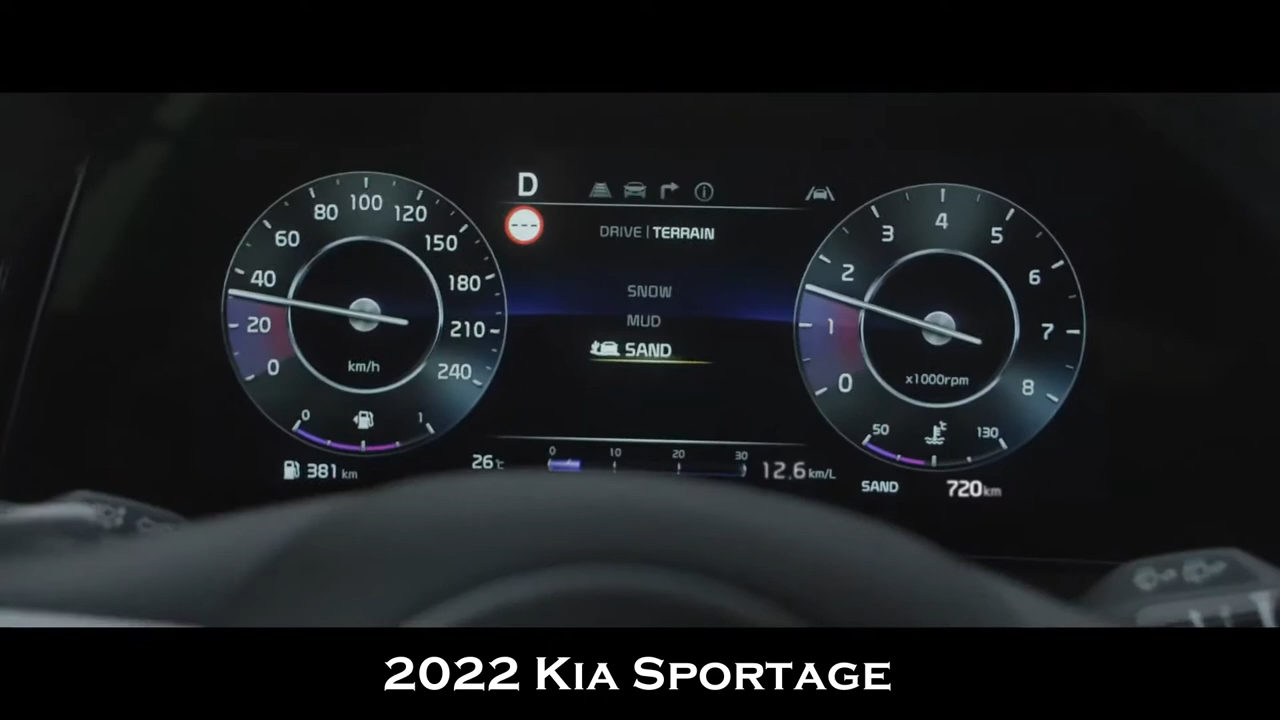 D
DRIVE | TERRAIN
SNOW
MUD
SAND
0 20 40 60 80 100 120 150 180 210 240
km/h
0 1
381 km
26°C
0 10 20 30
12.6 km/L
0 1 2 3 4 5 6 7 8
x1000rpm
50 130
SAND
720 km
2022 KIA SPORTAGE